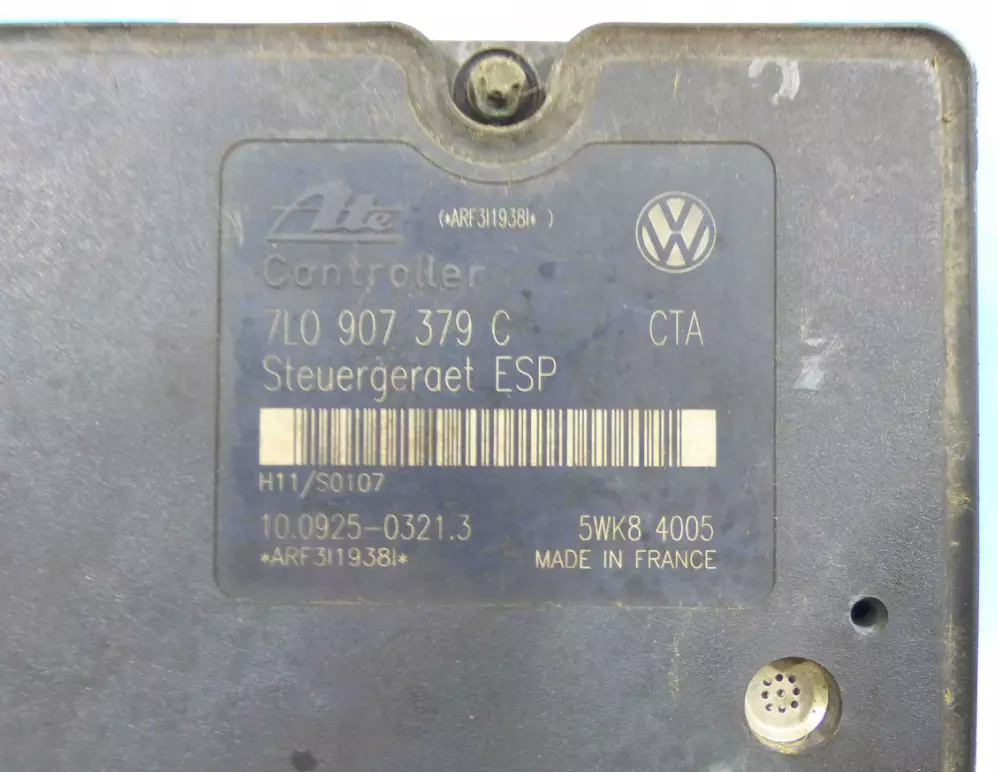 Ate (*ARF3I1938I* )
Controller
7L0 907 379 C CTA
Steuergeraet ESP
H11/S0107
10.0925-0321.3 5WK8 4005
*ARF3I1938I* MADE IN FRANCE